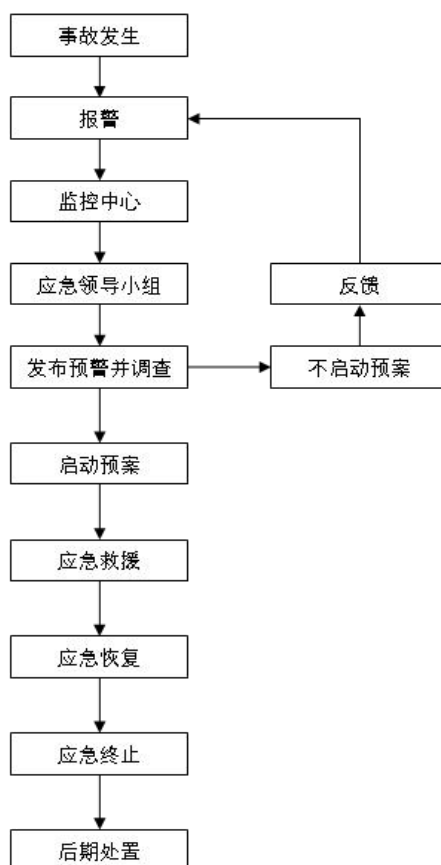 事故发生
报警
监控中心
应急领导小组
反馈
发布预警并调查
不启动预案
启动预案
应急救援
应急恢复
应急终止
后期处置